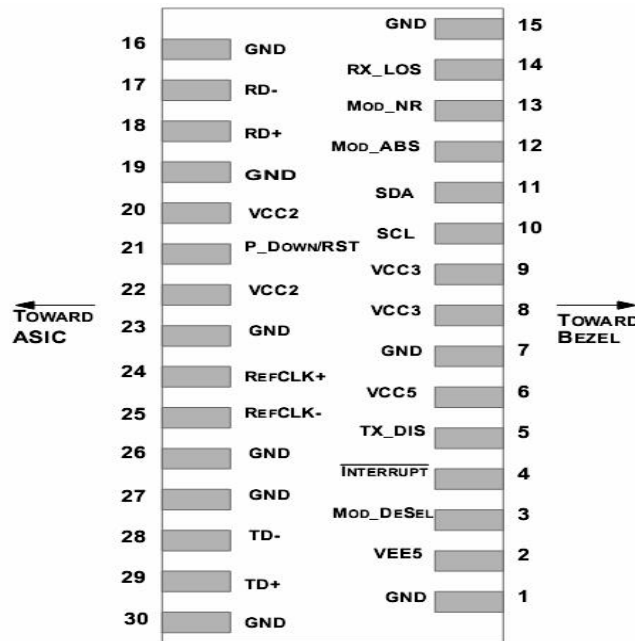 GND 15
16 GND
RX_LOS 14
17 RD-
MOD_NR 13
18 RD+
MOD_ABS 12
19 GND
SDA 11
20 VCC2
SCL 10
21 P_DOWN/RST
VCC3 9
22 VCC2
VCC3 8
TOWARD ASIC
TOWARD BEZEL
23 GND
GND 7
24 REFCLK+
VCC5 6
25 REFCLK-
TX_DIS 5
26 GND
INTERRUPT 4
27 GND
MOD_DESEL 3
28 TD-
VEE5 2
29 TD+
GND 1
30 GND